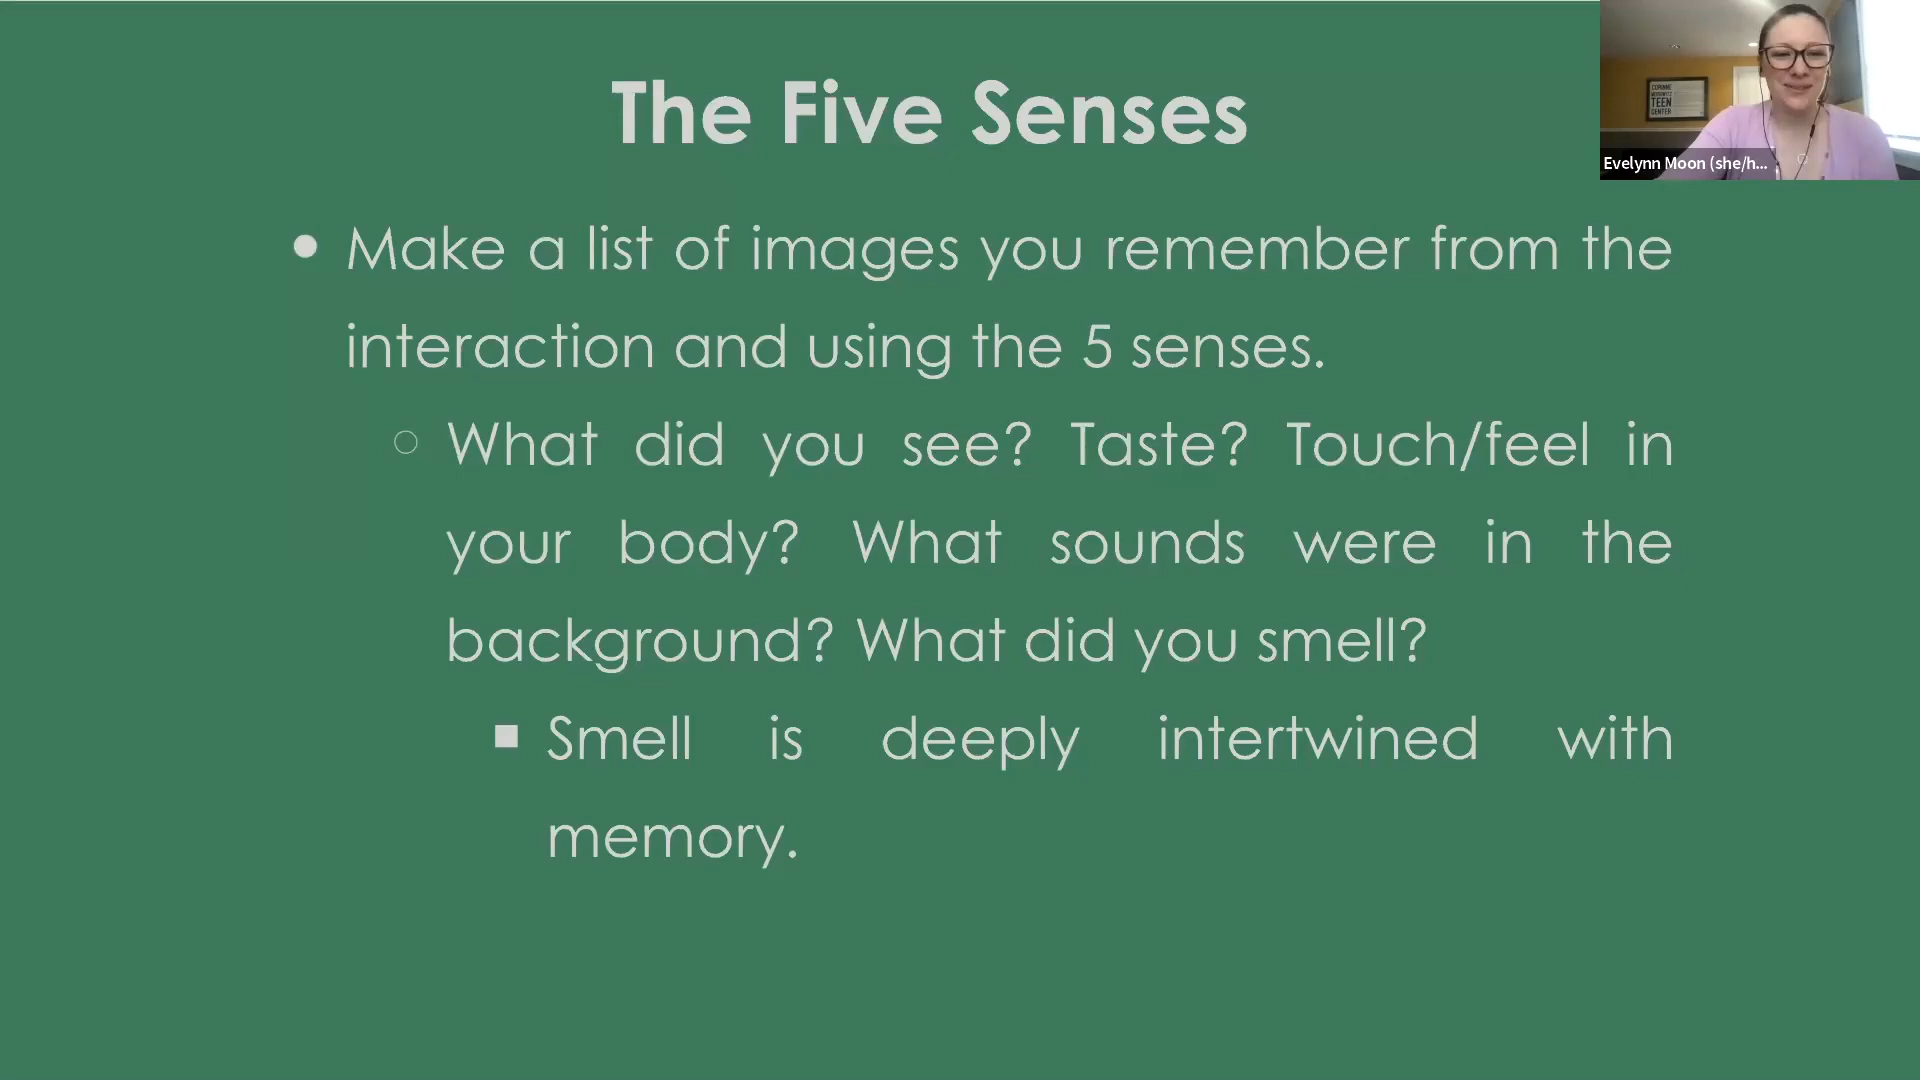 The Five Senses
Make a list of images you remember from the
interaction and using the 5 senses.
What did you see? Taste? Touch/feel in
your body? What sounds were in the
background? What did you smell?
Smell is deeply intertwined with
memory.
TEEN
CENTER
Evelynn Moon (she/h...